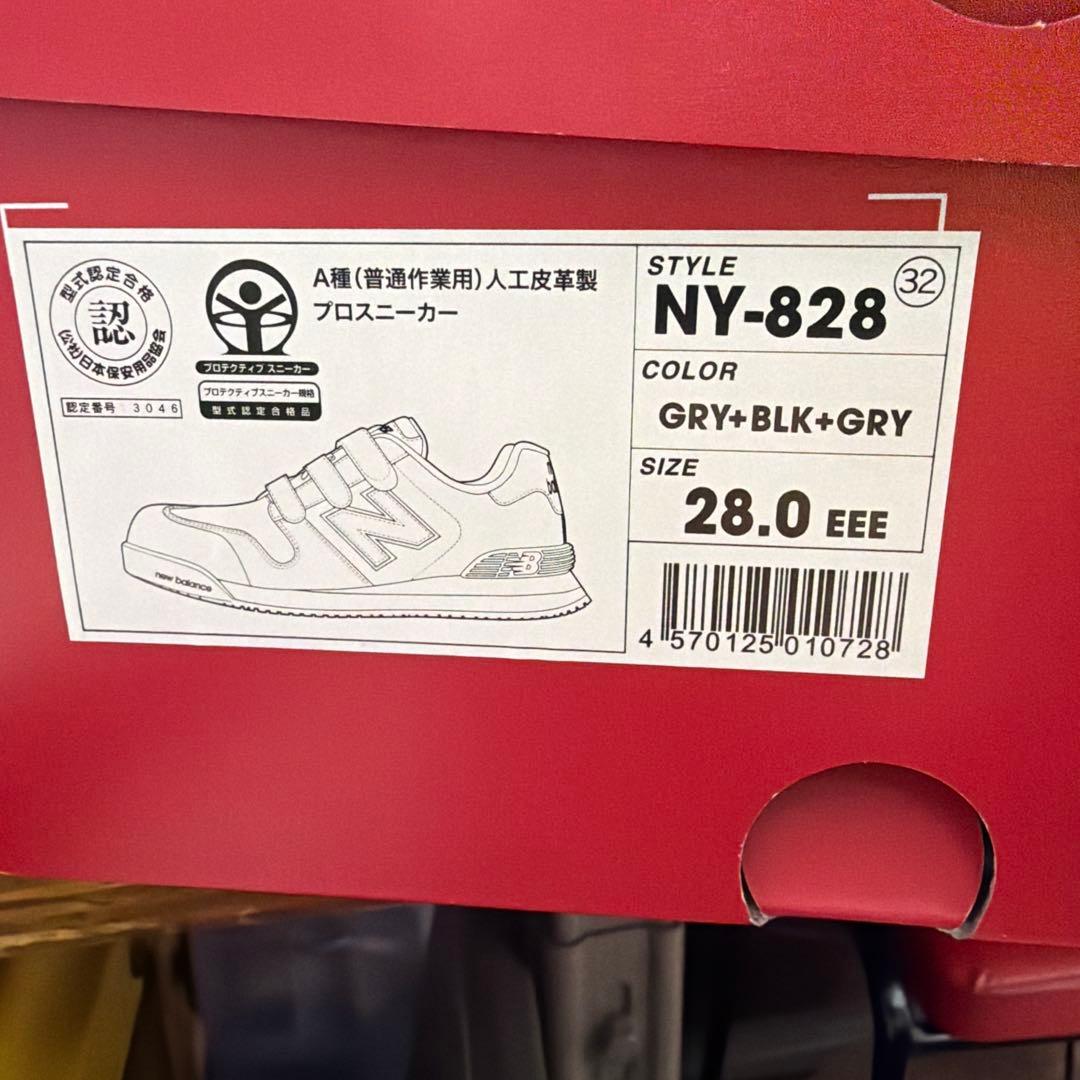 型式認定合格
認
(公社)日本保安用品協会
認定番号 3046
プロテクティブ スニーカー
プロテクティブスニーカー規格
型式認定合格品
A種(普通作業用)人工皮革製
プロスニーカー
N
new balance
NB
STYLE
NY-828
32
COLOR
GRY+BLK+GRY
SIZE
28.0 EEE
4 570125 010728